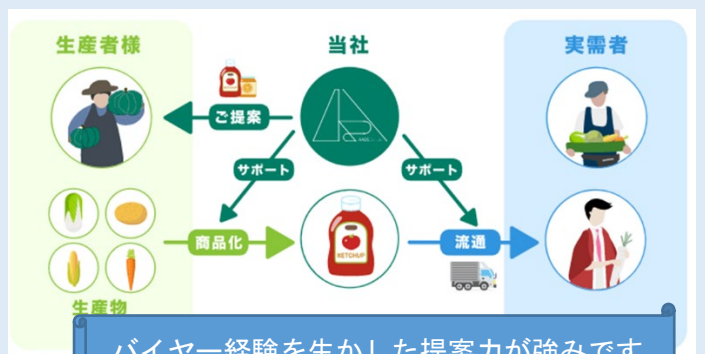 生産者様
当社
実需者
ご提案
サポート
サポート
商品化
KETCHUP
流通
生産物
バイヤー経験を生かした提案力が強みです